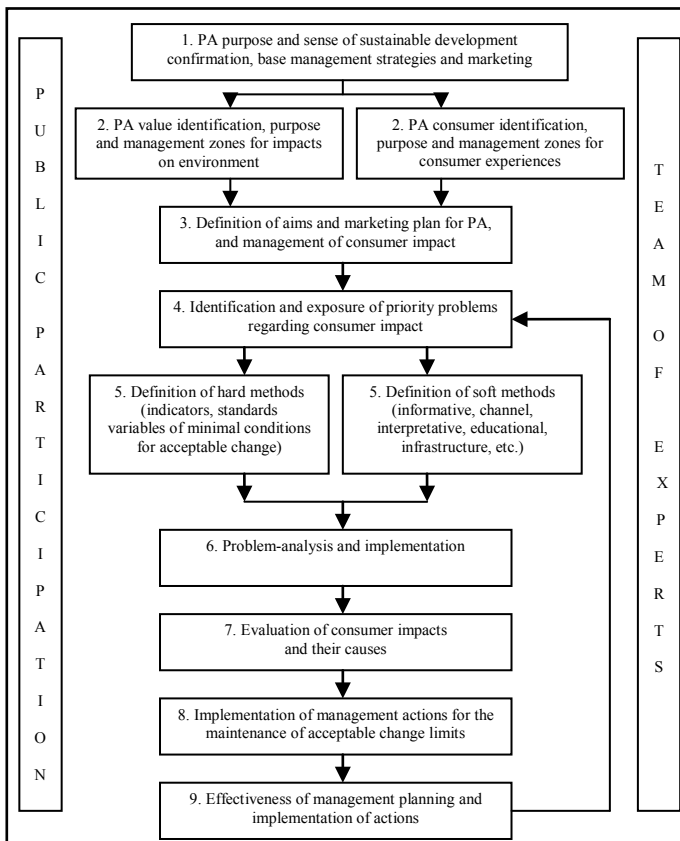 1. PA purpose and sense of sustainable development
confirmation, base management strategies and marketing
PUBLIC PARTICIPATION
2. PA value identification, purpose
and management zones for impacts
on environment
2. PA consumer identification,
purpose and management zones for
consumer experiences
TEAM OF EXPERTS
3. Definition of aims and marketing plan for PA,
and management of consumer impact
4. Identification and exposure of priority problems
regarding consumer impact
5. Definition of hard methods
(indicators, standards
variables of minimal conditions
for acceptable change)
5. Definition of soft methods
(informative, channel,
interpretative, educational,
infrastructure, etc.)
6. Problem-analysis and implementation
7. Evaluation of consumer impacts
and their causes
8. Implementation of management actions for the
maintenance of acceptable change limits
9. Effectiveness of management planning and
implementation of actions